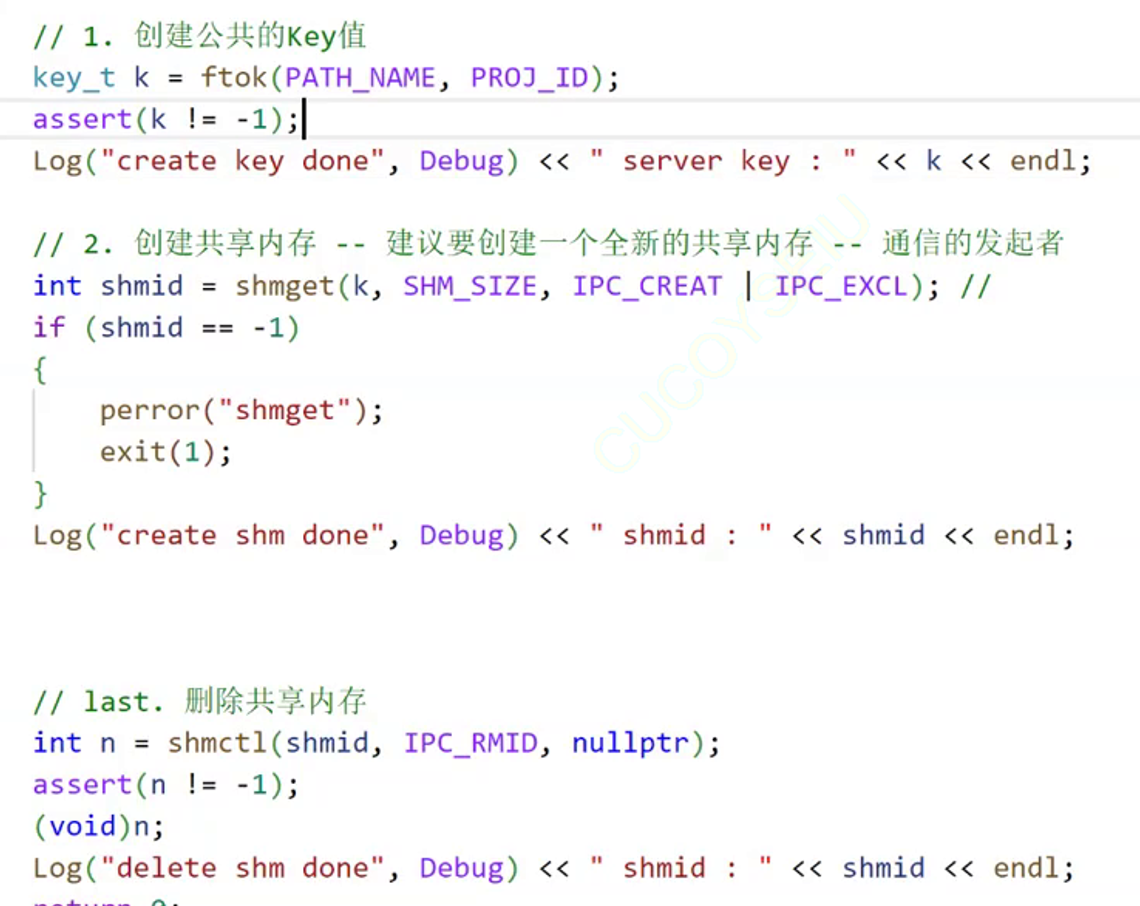 // 1. 创建公共的Key值
key_t k = ftok(PATH_NAME, PROJ_ID);
assert(k != -1);
Log("create key done", Debug) << " server key : " << k << endl;
// 2. 创建共享内存 -- 建议要创建一个全新的共享内存 -- 通信的发起者
int shmid = shmget(k, SHM_SIZE, IPC_CREAT | IPC_EXCL); //
if (shmid == -1)
{
perror("shmget");
exit(1);
}
Log("create shm done", Debug) << " shmid : " << shmid << endl;
// last. 删除共享内存
int n = shmctl(shmid, IPC_RMID, nullptr);
assert(n != -1);
(void)n;
Log("delete shm done", Debug) << " shmid : " << shmid << endl;
return 0;